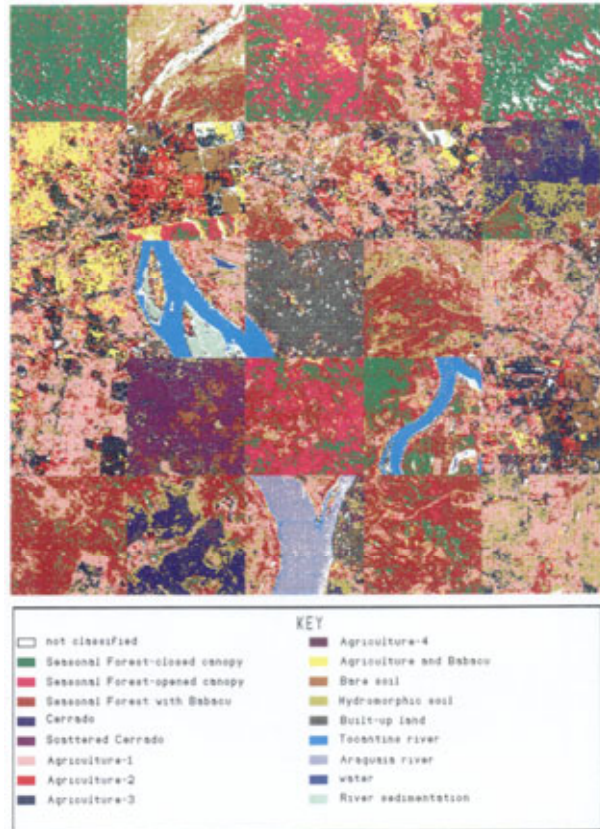 KEY
not classified
Seasonal Forest-closed canopy
Seasonal Forest-opened canopy
Seasonal Forest with Babacu
Cerrado
Scattered Cerrado
Agriculture-1
Agriculture-2
Agriculture-3
Agriculture-4
Agriculture and Babacu
Bare soil
Hydromorphic soil
Built-up land
Tocantins river
Araguaia river
water
River sedimentation